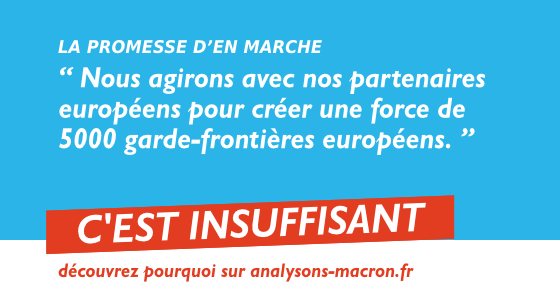 LA PROMESSE D’EN MARCHE
“ Nous agirons avec nos partenaires
européens pour créer une force de
5000 garde-frontières européens. ”
C'EST INSUFFISANT
découvrez pourquoi sur analysons-macron.fr